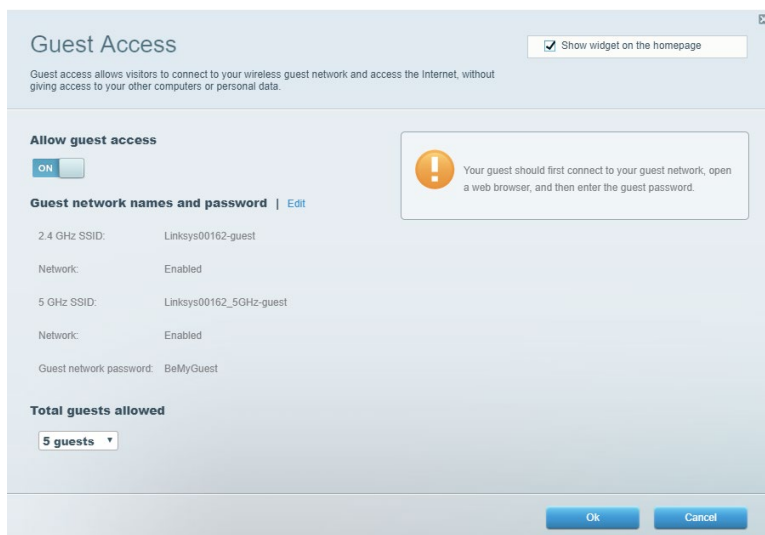 Guest Access
Show widget on the homepage
Guest access allows visitors to connect to your wireless guest network and access the Internet, without
giving access to your other computers or personal data.
Allow guest access
ON
Your guest should first connect to your guest network, open
a web browser, and then enter the guest password.
Guest network names and password | Edit
2.4 GHz SSID: Linksys00162-guest
Network: Enabled
5 GHz SSID: Linksys00162_5GHz-guest
Network: Enabled
Guest network password: BeMyGuest
Total guests allowed
5 guests
Ok Cancel